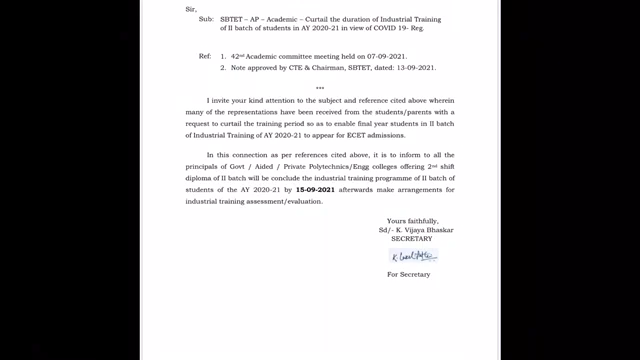 Sir,
Sub: SBTET – AP – Academic – Curtail the duration of Industrial Training
of II batch of students in AY 2020-21 in view of COVID 19- Reg.
Ref: 1. 42nd Academic committee meeting held on 07-09-2021.
2. Note approved by CTE & Chairman, SBTET, dated: 13-09-2021.
***
I invite your kind attention to the subject and reference cited above wherein
many of the representations have been received from the students/parents with a
request to curtail the training period so as to enable final year students in II batch
of Industrial Training of AY 2020-21 to appear for ECET admissions.
In this connection as per references cited above, it is to inform to all the
principals of Govt / Aided / Private Polytechnics/Engg colleges offering 2nd shift
diploma of II batch will be conclude the industrial training programme of II batch of
students of the AY 2020-21 by 15-09-2021 afterwards make arrangements for
industrial training assessment/evaluation.
Yours faithfully,
Sd/- K. Vijaya Bhaskar
SECRETARY
For Secretary